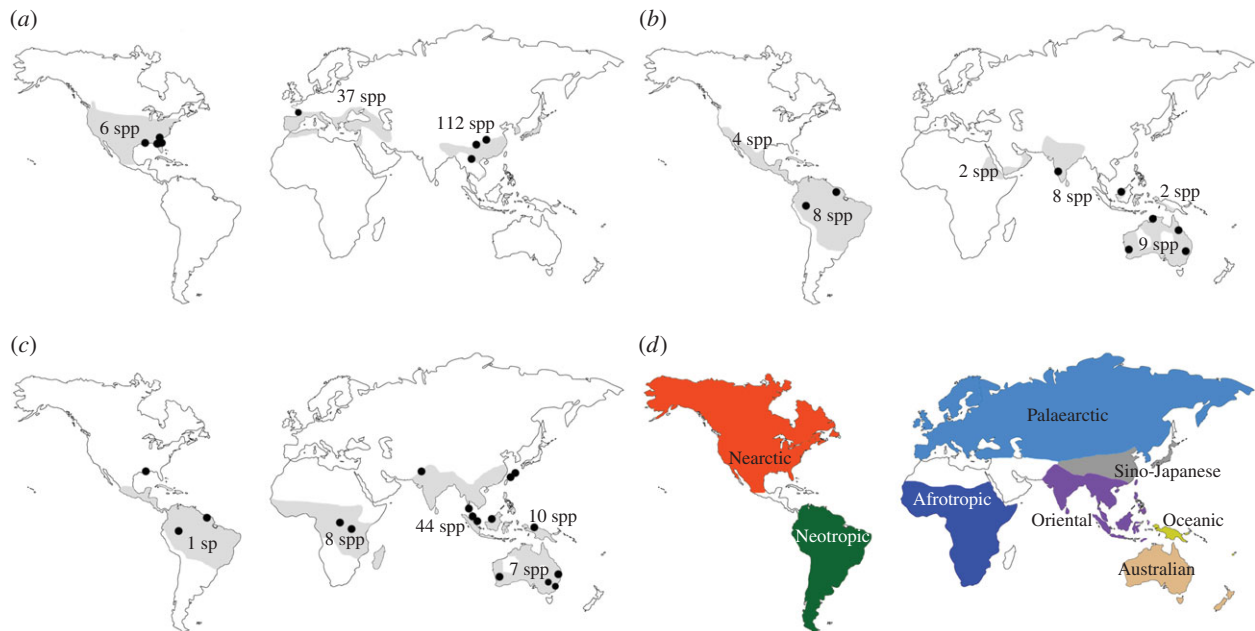 (a)
37 spp
6 spp
112 spp
(b)
4 spp
2 spp
8 spp
2 spp
8 spp
9 spp
(c)
44 spp
10 spp
1 sp
8 spp
7 spp
(d)
Palaearctic
Nearctic
Sino-Japanese
Afrotropic
Oriental
Oceanic
Neotropic
Australian